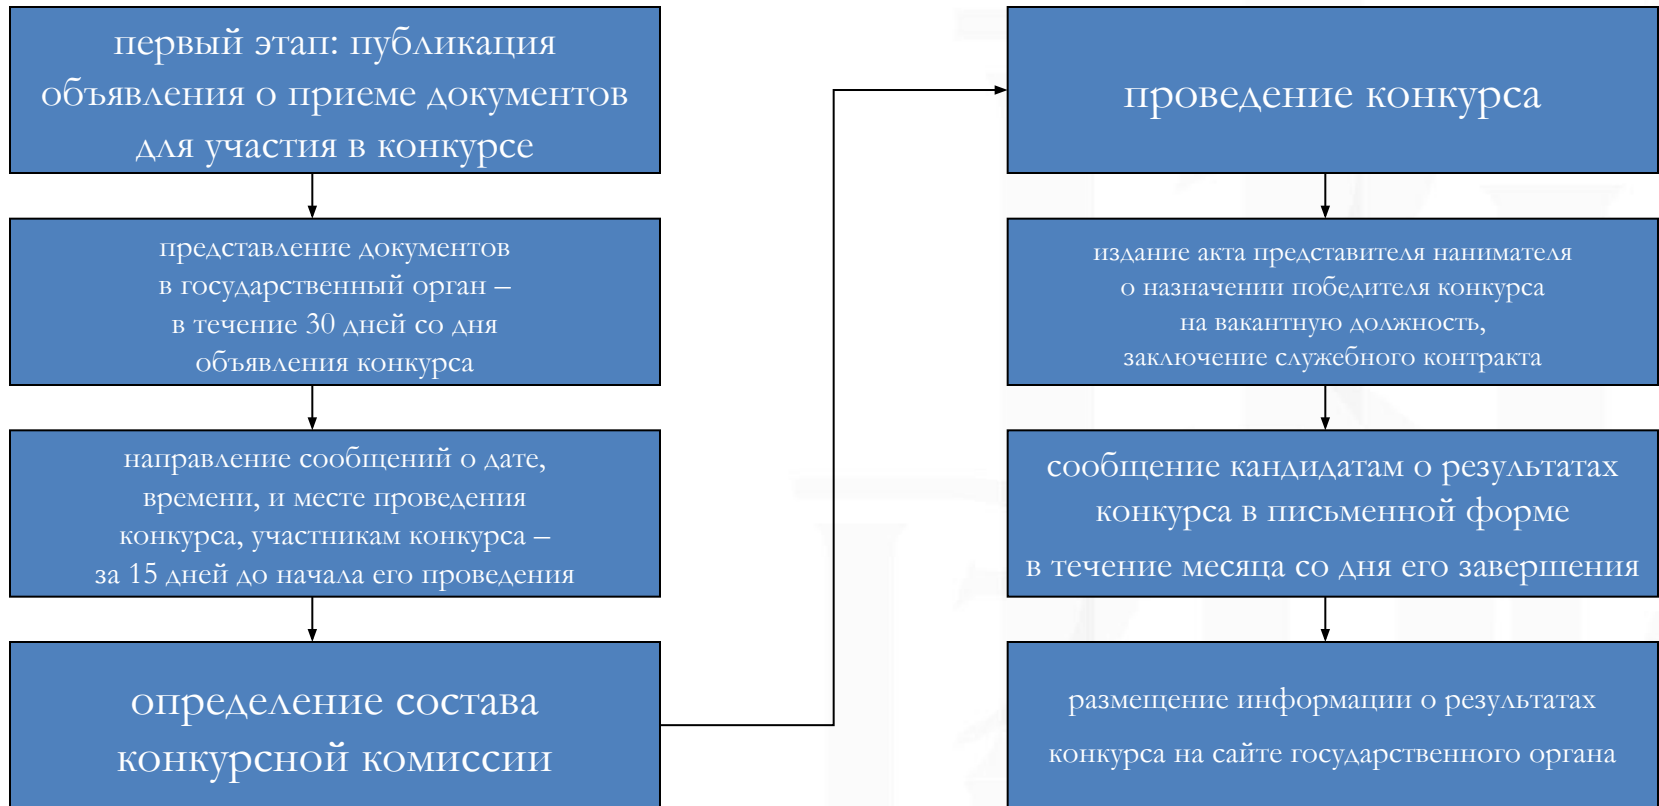 первый этап: публикация
объявления о приеме документов
для участия в конкурсе
представление документов
в государственный орган –
в течение 30 дней со дня
объявления конкурса
направление сообщений о дате,
времени, и месте проведения
конкурса, участникам конкурса –
за 15 дней до начала его проведения
определение состава
конкурсной комиссии
проведение конкурса
издание акта представителя нанимателя
о назначении победителя конкурса
на вакантную должность,
заключение служебного контракта
сообщение кандидатам о результатах
конкурса в письменной форме
в течение месяца со дня его завершения
размещение информации о результатах
конкурса на сайте государственного органа